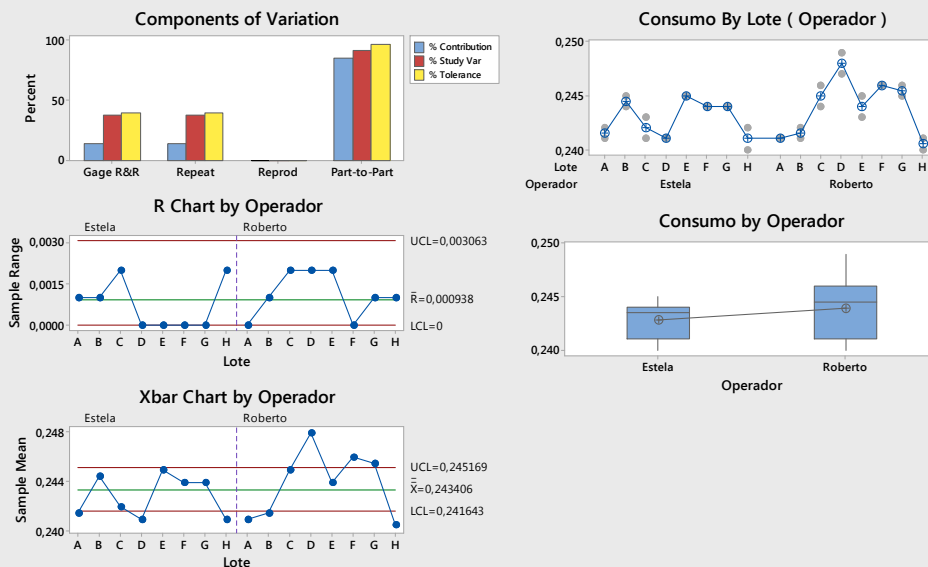 Components of Variation
100
50
0
Percent
Gage R&R Repeat Reprod Part-to-Part
% Contribution
% Study Var
% Tolerance
R Chart by Operador
Estela Roberto
0,0030
0,0015
0,0000
Sample Range
UCL=0,003063
R=0,000938
LCL=0
A B C D E F G H A B C D E F G H
Lote
Xbar Chart by Operador
Estela Roberto
0,248
0,244
0,240
Sample Mean
UCL=0,245169
X=0,243406
LCL=0,241643
A B C D E F G H A B C D E F G H
Lote
Consumo By Lote ( Operador )
0,250
0,245
0,240
Lote A B C D E F G H A B C D E F G H
Operador Estela Roberto
Consumo by Operador
0,250
0,245
0,240
Estela Roberto
Operador